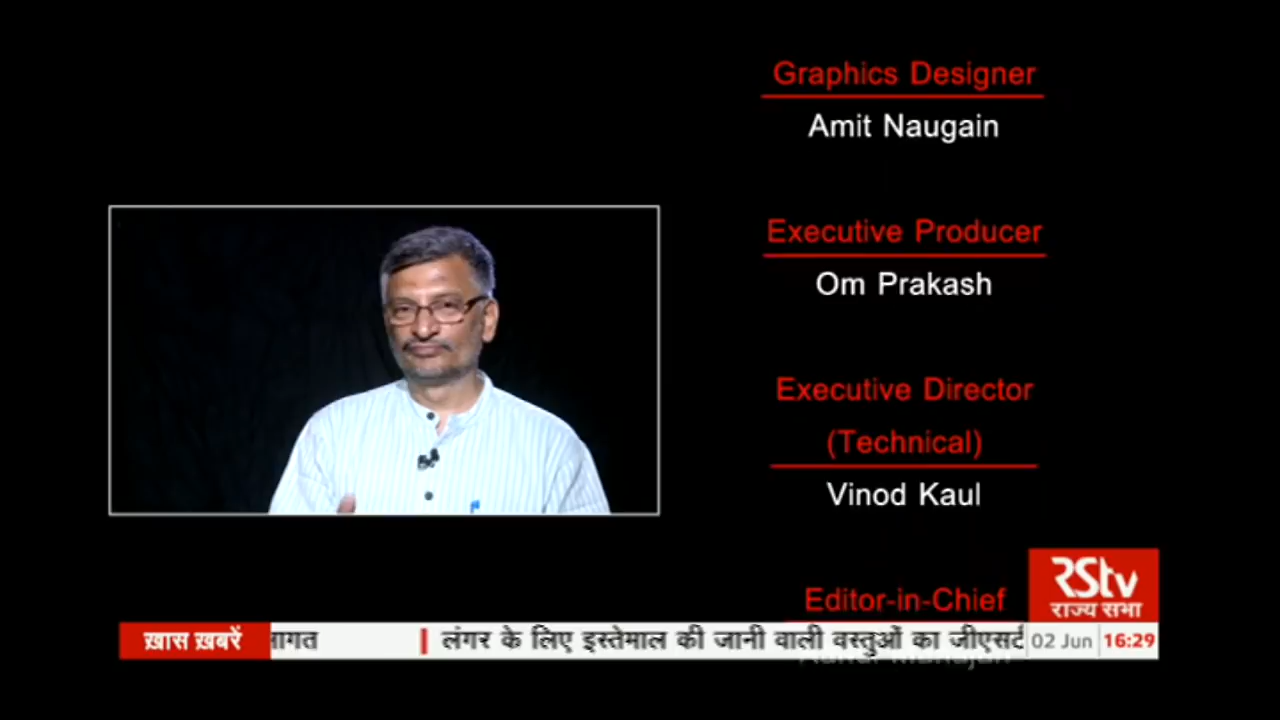 Graphics Designer
Amit Naugain
Executive Producer
Om Prakash
Executive Director
(Technical)
Vinod Kaul
Editor-in-Chief
RStv
राज्य सभा
ख़ास ख़बरें
लंगर के लिए इस्तेमाल की जानी वाली वस्तुओं का
02 Jun
16:29